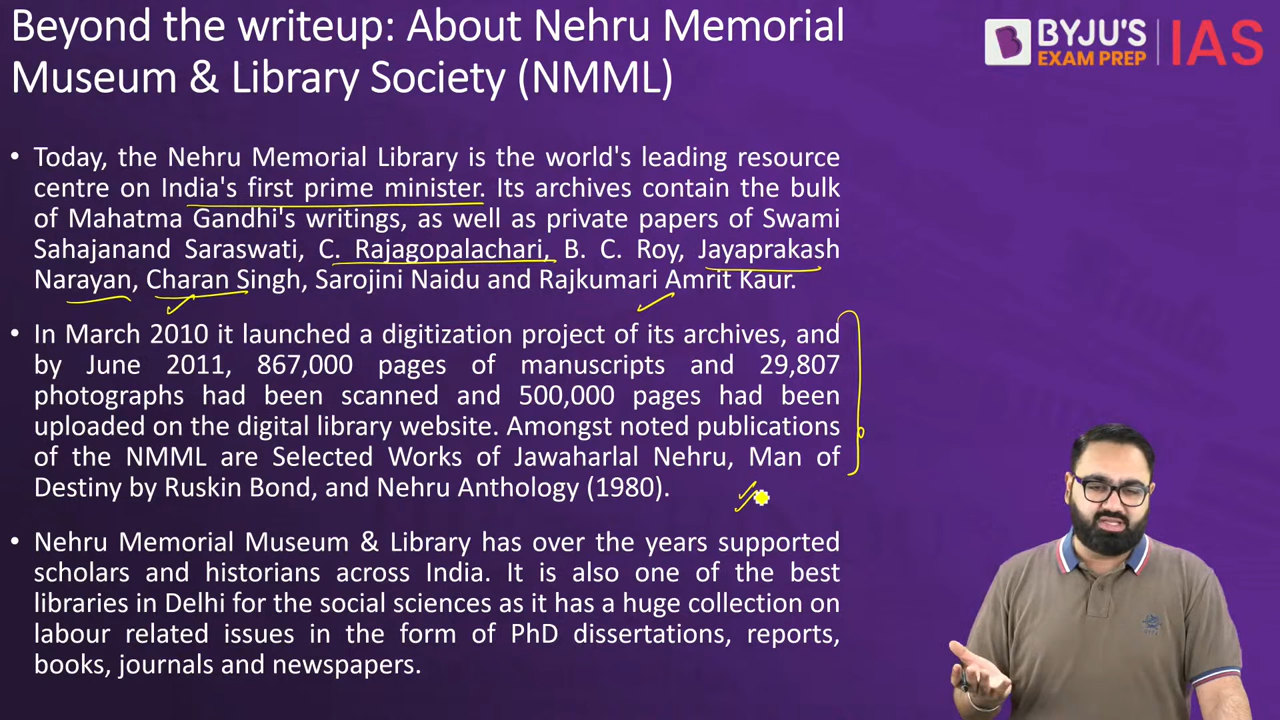 Beyond the writeup: About Nehru Memorial
Museum & Library Society (NMML)
BYJU'S
EXAM PREP
IAS
• Today, the Nehru Memorial Library is the world's leading resource
centre on India's first prime minister. Its archives contain the bulk
of Mahatma Gandhi's writings, as well as private papers of Swami
Sahajanand Saraswati, C. Rajagopalachari, B. C. Roy, Jayaprakash
Narayan, Charan Singh, Sarojini Naidu and Rajkumari Amrit Kaur.
• In March 2010 it launched a digitization project of its archives, and
by June 2011, 867,000 pages of manuscripts and 29,807
photographs had been scanned and 500,000 pages had been
uploaded on the digital library website. Amongst noted publications
of the NMML are Selected Works of Jawaharlal Nehru, Man of
Destiny by Ruskin Bond, and Nehru Anthology (1980).
• Nehru Memorial Museum & Library has over the years supported
scholars and historians across India. It is also one of the best
libraries in Delhi for the social sciences as it has a huge collection on
labour related issues in the form of PhD dissertations, reports,
books, journals and newspapers.